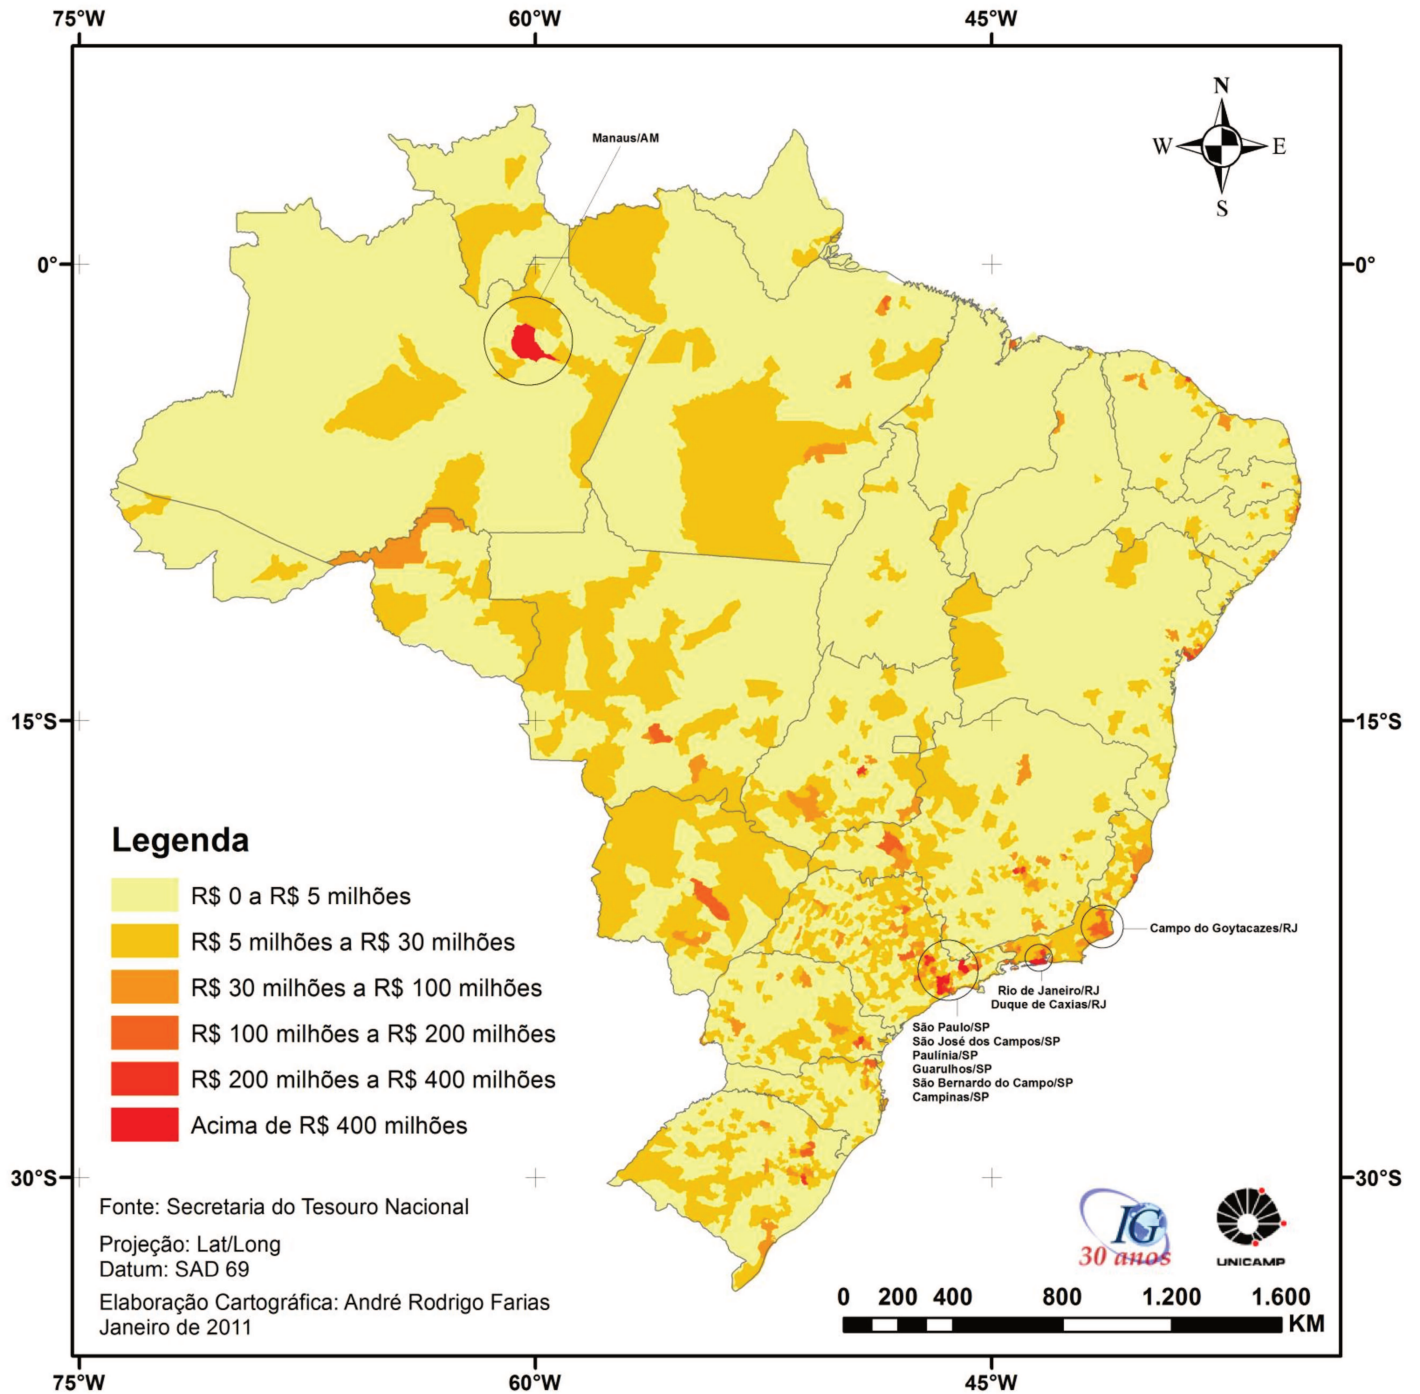 75°W 60°W 45°W
N
W E
S
Manaus/AM
0° 0°
15°S 15°S
Legenda
R$ 0 a R$ 5 milhões
R$ 5 milhões a R$ 30 milhões
R$ 30 milhões a R$ 100 milhões
R$ 100 milhões a R$ 200 milhões
R$ 200 milhões a R$ 400 milhões
Acima de R$ 400 milhões
Campo do Goytacazes/RJ
Rio de Janeiro/RJ
Duque de Caxias/RJ
São Paulo/SP
São José dos Campos/SP
Paulínia/SP
Guarulhos/SP
São Bernardo do Campo/SP
Campinas/SP
30°S 30°S
Fonte: Secretaria do Tesouro Nacional
Projeção: Lat/Long
Datum: SAD 69
Elaboração Cartográfica: André Rodrigo Farias
Janeiro de 2011
IG
30 anos
UNICAMP
0 200 400 800 1.200 1.600
KM
75°W 60°W 45°W